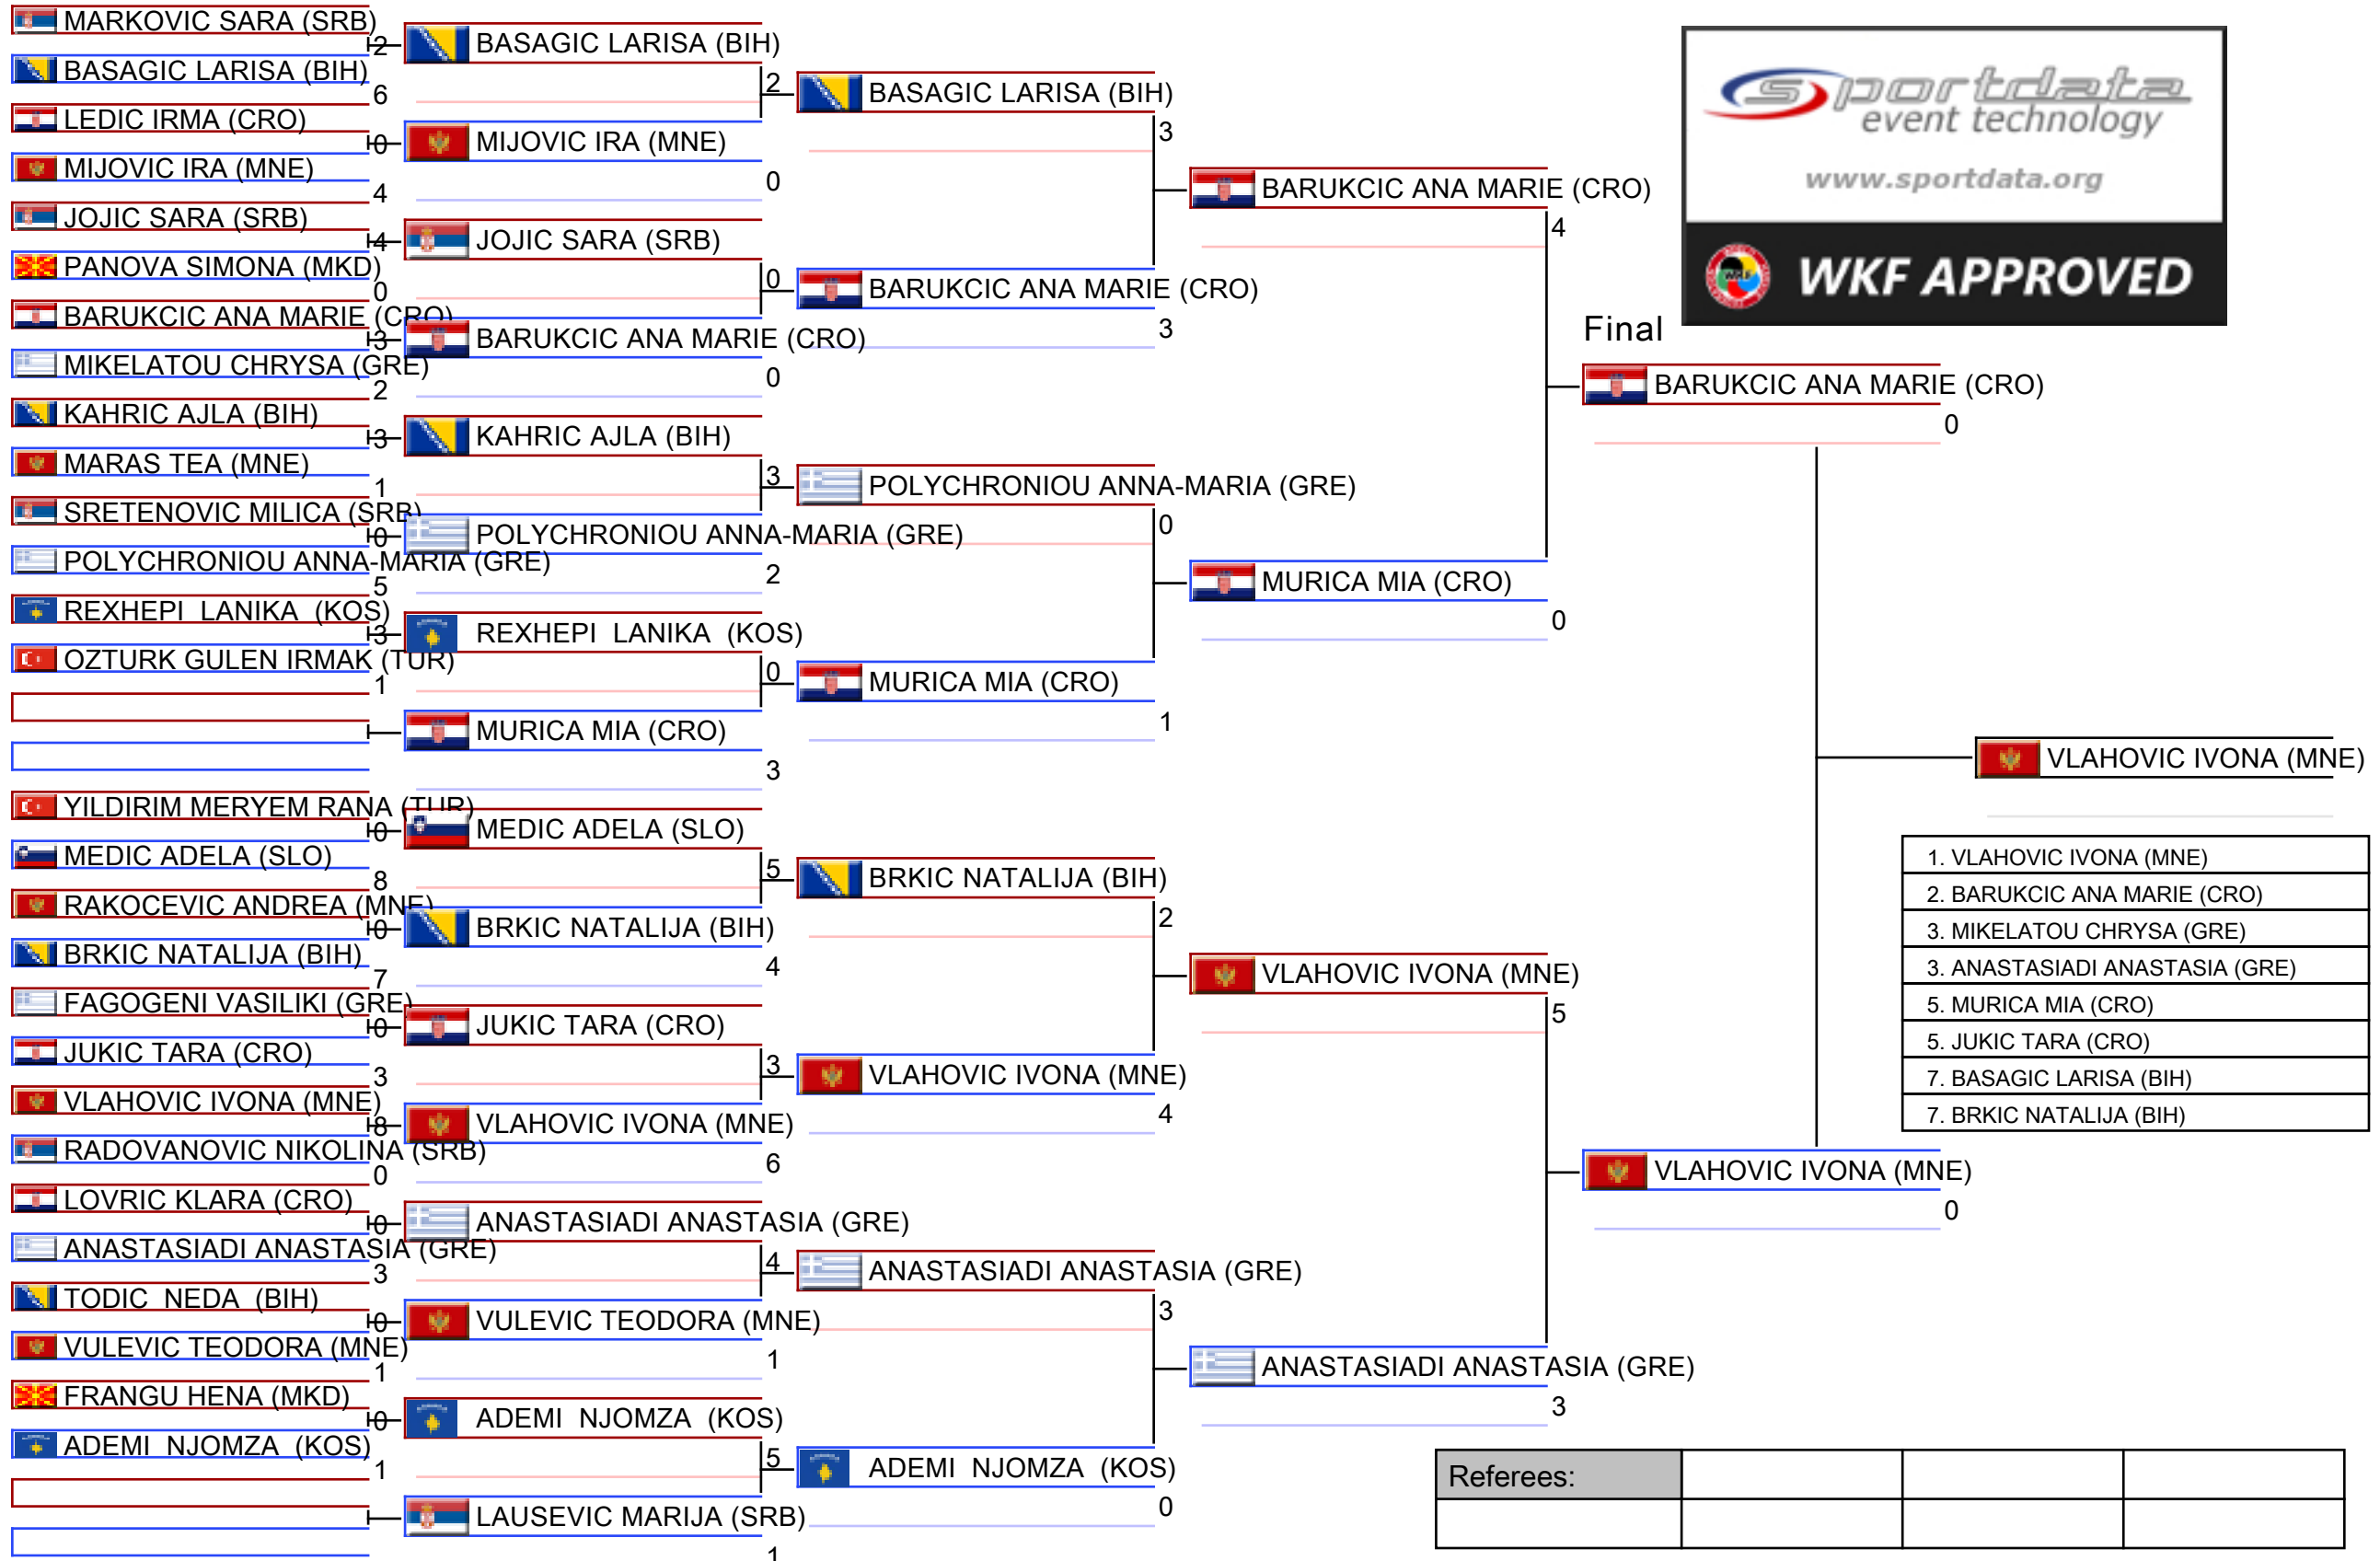 MARKOVIC SARA (SRB)
2
BASAGIC LARISA (BIH)
6
LEDIC IRMA (CRO)
0
MIJOVIC IRA (MNE)
4
JOJIC SARA (SRB)
4
PANOVA SIMONA (MKD)
0
BARUKCIC ANA MARIE (CRO)
3
MIKELATOU CHRYSA (GRE)
2
KAHRIC AJLA (BIH)
3
MARAS TEA (MNE)
1
SRETENOVIC MILICA (SRB)
0
POLYCHRONIOU ANNA-MARIA (GRE)
5
REXHEPI LANIKA (KOS)
3
OZTURK GULEN IRMAK (TUR)
1
YILDIRIM MERYEM RANA (TUR)
0
MEDIC ADELA (SLO)
8
RAKOCEVIC ANDREA (MNE)
0
BRKIC NATALIJA (BIH)
7
FAGOGENI VASILIKI (GRE)
0
JUKIC TARA (CRO)
3
VLAHOVIC IVONA (MNE)
8
RADOVANOVIC NIKOLINA (SRB)
0
LOVRIC KLARA (CRO)
0
ANASTASIADI ANASTASIA (GRE)
3
TODIC NEDA (BIH)
0
VULEVIC TEODORA (MNE)
1
FRANGU HENA (MKD)
0
ADEMI NJOMZA (KOS)
1
BASAGIC LARISA (BIH)
2
MIJOVIC IRA (MNE)
0
JOJIC SARA (SRB)
0
BARUKCIC ANA MARIE (CRO)
0
KAHRIC AJLA (BIH)
3
POLYCHRONIOU ANNA-MARIA (GRE)
2
REXHEPI LANIKA (KOS)
0
MURICA MIA (CRO)
3
MEDIC ADELA (SLO)
5
BRKIC NATALIJA (BIH)
4
JUKIC TARA (CRO)
3
VLAHOVIC IVONA (MNE)
6
ANASTASIADI ANASTASIA (GRE)
4
VULEVIC TEODORA (MNE)
1
ADEMI NJOMZA (KOS)
5
LAUSEVIC MARIJA (SRB)
1
BASAGIC LARISA (BIH)
3
BARUKCIC ANA MARIE (CRO)
3
POLYCHRONIOU ANNA-MARIA (GRE)
0
MURICA MIA (CRO)
1
BRKIC NATALIJA (BIH)
2
VLAHOVIC IVONA (MNE)
4
ANASTASIADI ANASTASIA (GRE)
3
ADEMI NJOMZA (KOS)
0
BARUKCIC ANA MARIE (CRO)
4
MURICA MIA (CRO)
0
VLAHOVIC IVONA (MNE)
5
ANASTASIADI ANASTASIA (GRE)
3
Final
BARUKCIC ANA MARIE (CRO)
0
VLAHOVIC IVONA (MNE)
0
VLAHOVIC IVONA (MNE)
sportdata
event technology
www.sportdata.org
WKF
WKF APPROVED
1. VLAHOVIC IVONA (MNE)
2. BARUKCIC ANA MARIE (CRO)
3. MIKELATOU CHRYSA (GRE)
3. ANASTASIADI ANASTASIA (GRE)
5. MURICA MIA (CRO)
5. JUKIC TARA (CRO)
7. BASAGIC LARISA (BIH)
7. BRKIC NATALIJA (BIH)
Referees: